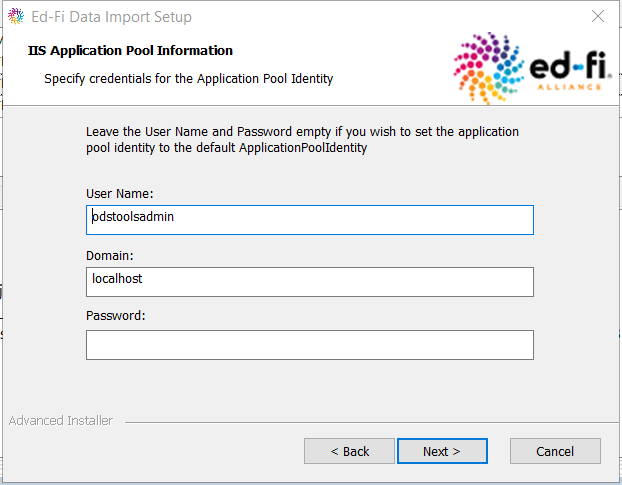 Ed-Fi Data Import Setup
IIS Application Pool Information
Specify credentials for the Application Pool Identity
ed-fi
ALLIANCE
Leave the User Name and Password empty if you wish to set the application
pool identity to the default ApplicationPoolIdentity
User Name:
odstoolsadmin
Domain:
localhost
Password:
Advanced Installer
< Back
Next >
Cancel